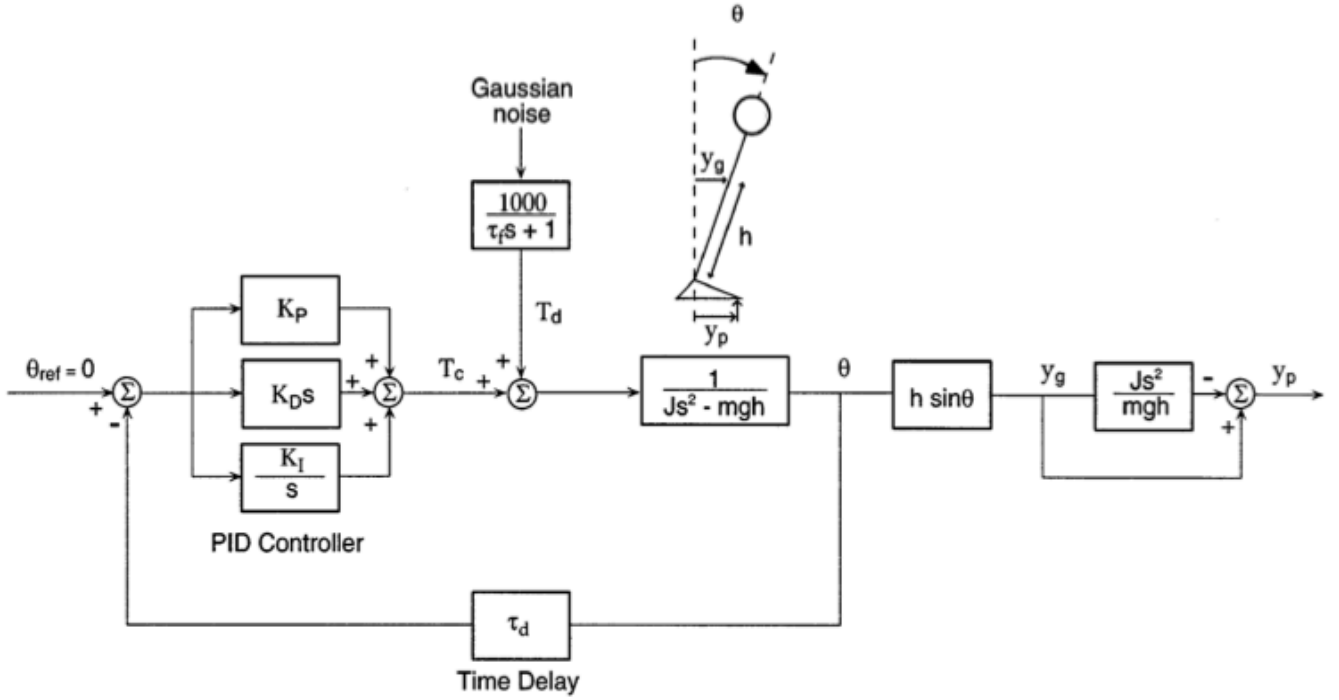 θ
Gaussian
noise
y_g
1000
τ_f s + 1
h
K_P
T_d
y_p
+
+
θ_ref = 0
Σ
K_D s
+
Σ
T_c
+
Σ
1
Js² - mgh
θ
h sinθ
y_g
Js²
mgh
-
Σ
y_p
+
-
+
+
K_I
s
PID Controller
τ_d
Time Delay